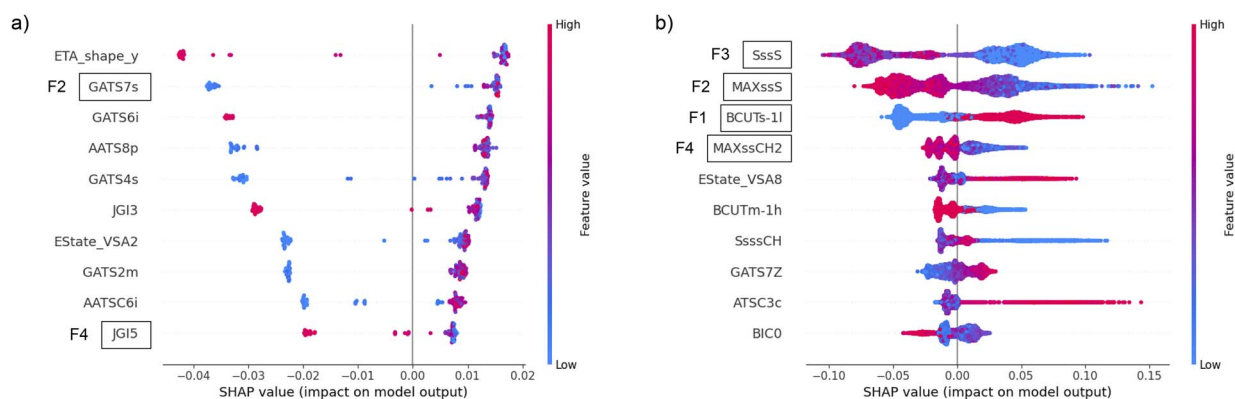 a)
High
ETA_shape_y
F2 GATS7s
GATS6i
AATS8p
GATS4s
JGI3
EState_VSA2
GATS2m
AATSC6i
F4 JGI5
Feature value
Low
−0.04 −0.03 −0.02 −0.01 0.00 0.01 0.02
SHAP value (impact on model output)
b)
High
F3 SssS
F2 MAXssS
F1 BCUTs-1l
F4 MAXssCH2
EState_VSA8
BCUTm-1h
SsssCH
GATS7Z
ATSC3c
BIC0
Feature value
Low
−0.10 −0.05 0.00 0.05 0.10 0.15
SHAP value (impact on model output)